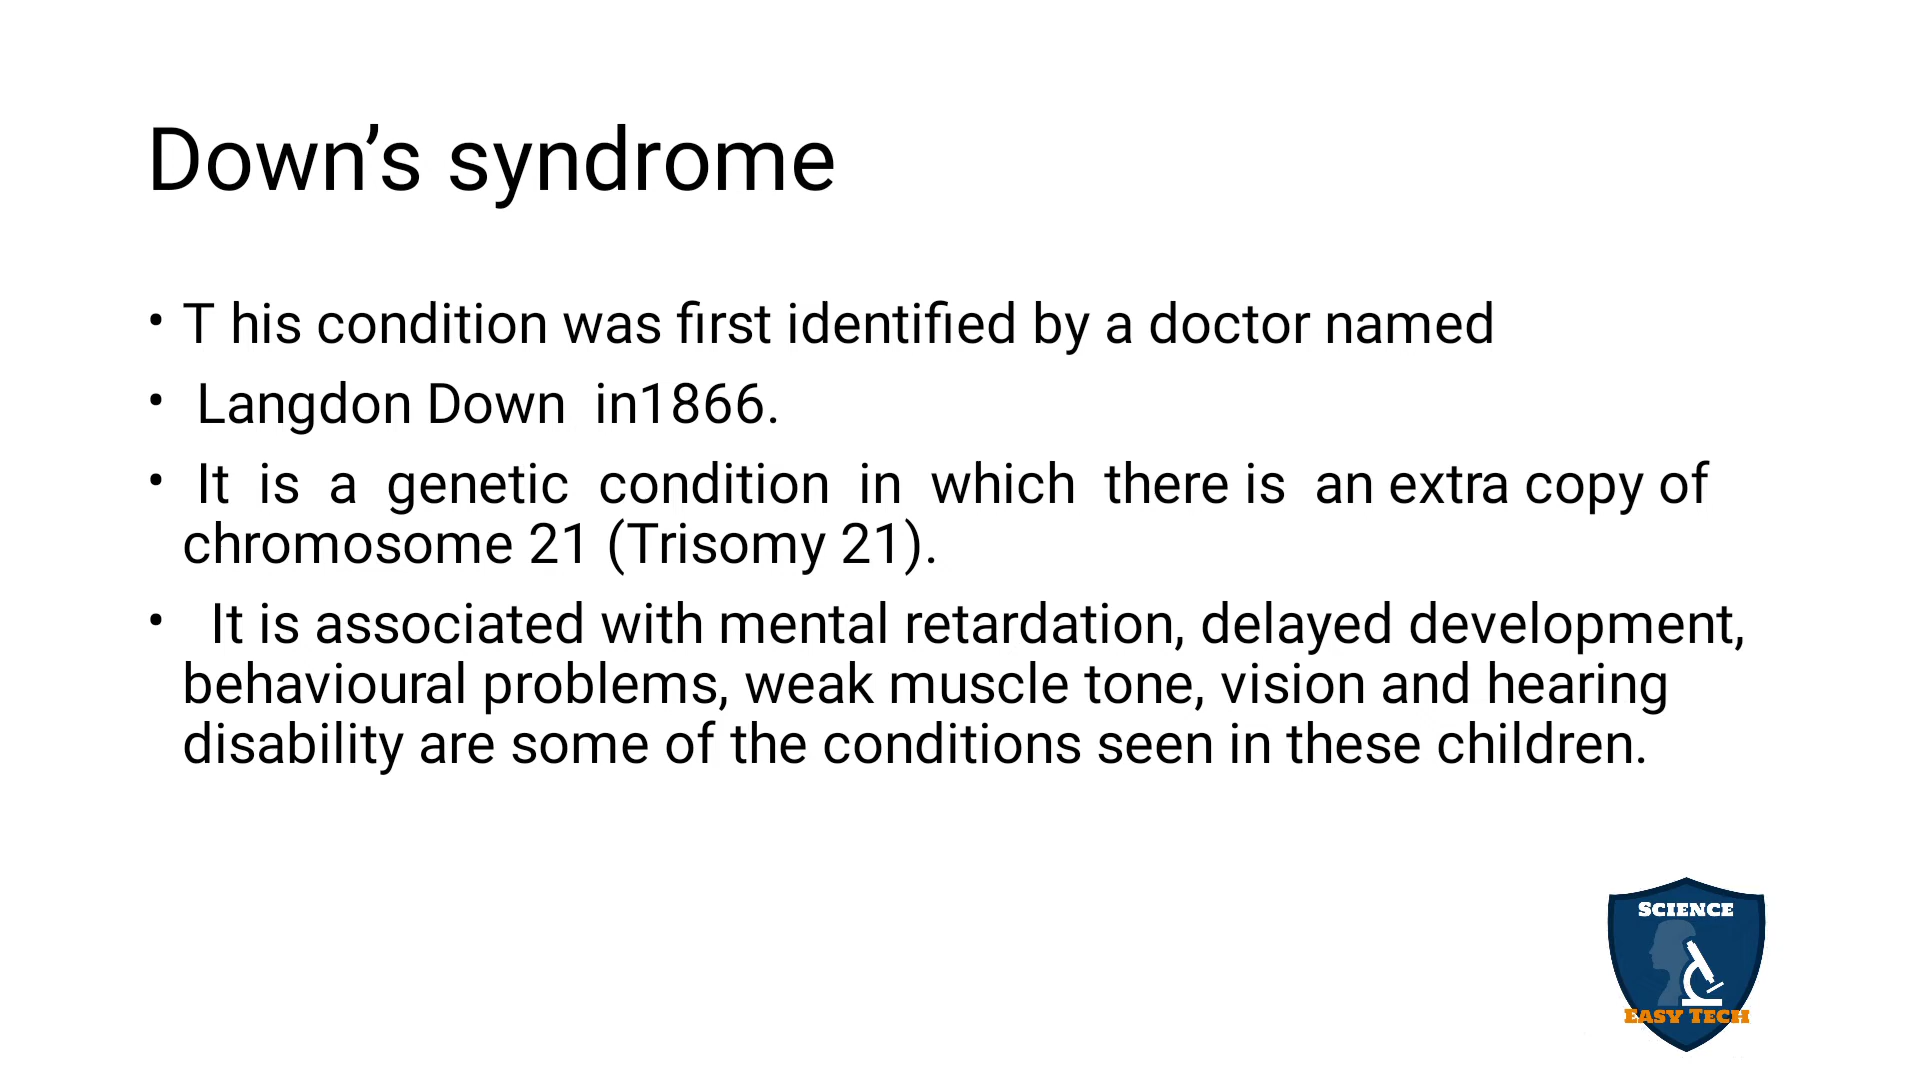 Down’s syndrome
• T his condition was first identified by a doctor named
• Langdon Down  in1866.
• It  is  a  genetic  condition  in  which  there is  an extra copy of
chromosome 21 (Trisomy 21).
•  It is associated with mental retardation, delayed development,
behavioural problems, weak muscle tone, vision and hearing
disability are some of the conditions seen in these children.
SCIENCE
EASY TECH